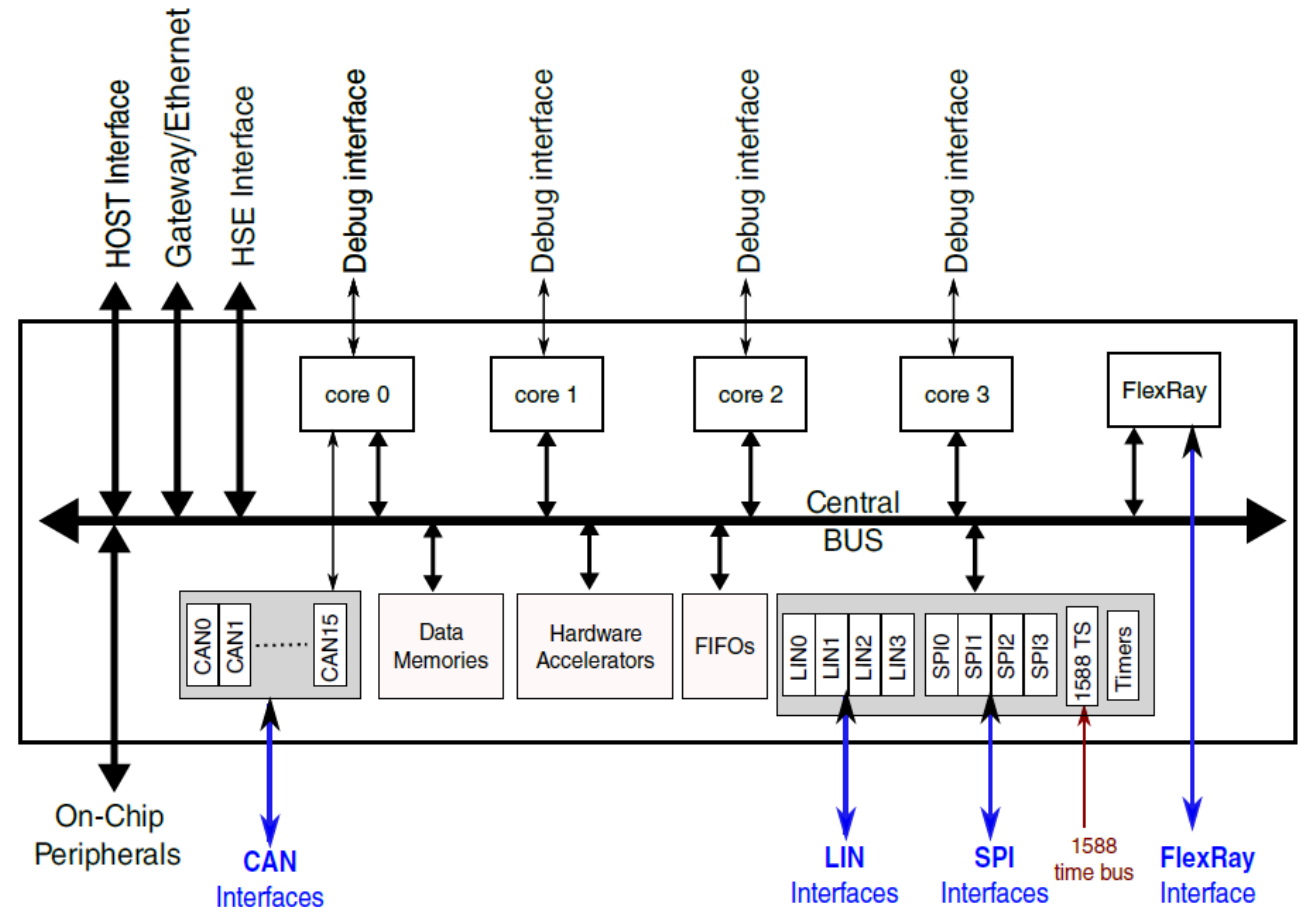 HOST Interface
Gateway/Ethernet
HSE Interface
Debug interface
Debug interface
Debug interface
Debug interface
core 0
core 1
core 2
core 3
FlexRay
Central
BUS
CAN0
CAN1
CAN15
Data
Memories
Hardware
Accelerators
FIFOs
LIN0
LIN1
LIN2
LIN3
SPI0
SPI1
SPI2
SPI3
1588 TS
Timers
On-Chip
Peripherals
CAN
Interfaces
LIN
Interfaces
SPI
Interfaces
1588
time bus
FlexRay
Interface